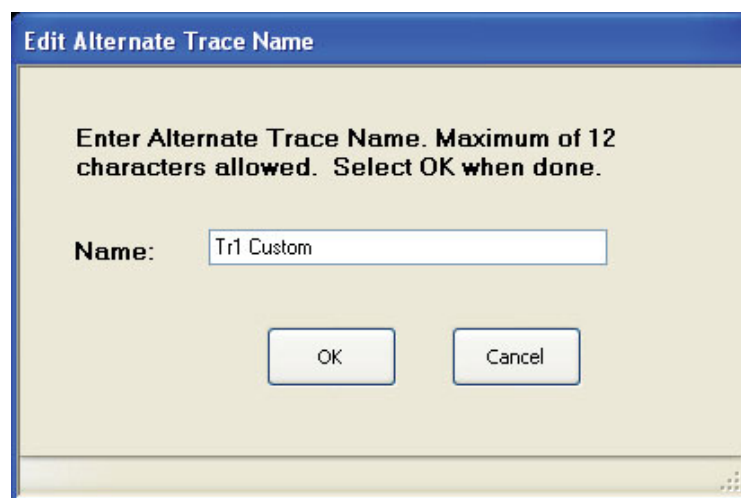 Edit Alternate Trace Name
Enter Alternate Trace Name. Maximum of 12
characters allowed.  Select OK when done.
Name: Tr1 Custom
OK Cancel